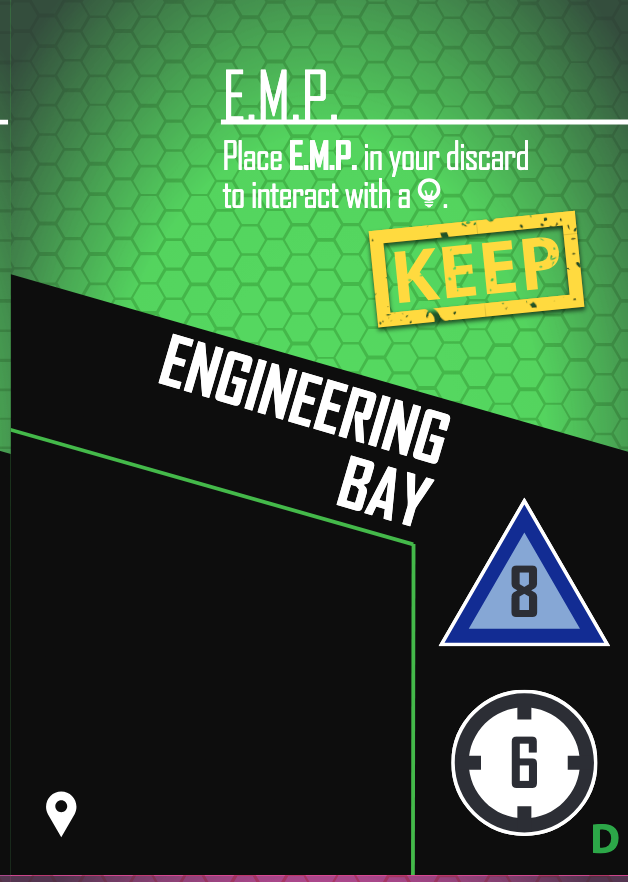 E.M.P.
Place E.M.P. in your discard
to interact with a .
KEEP
ENGINEERING
BAY
8
6
D